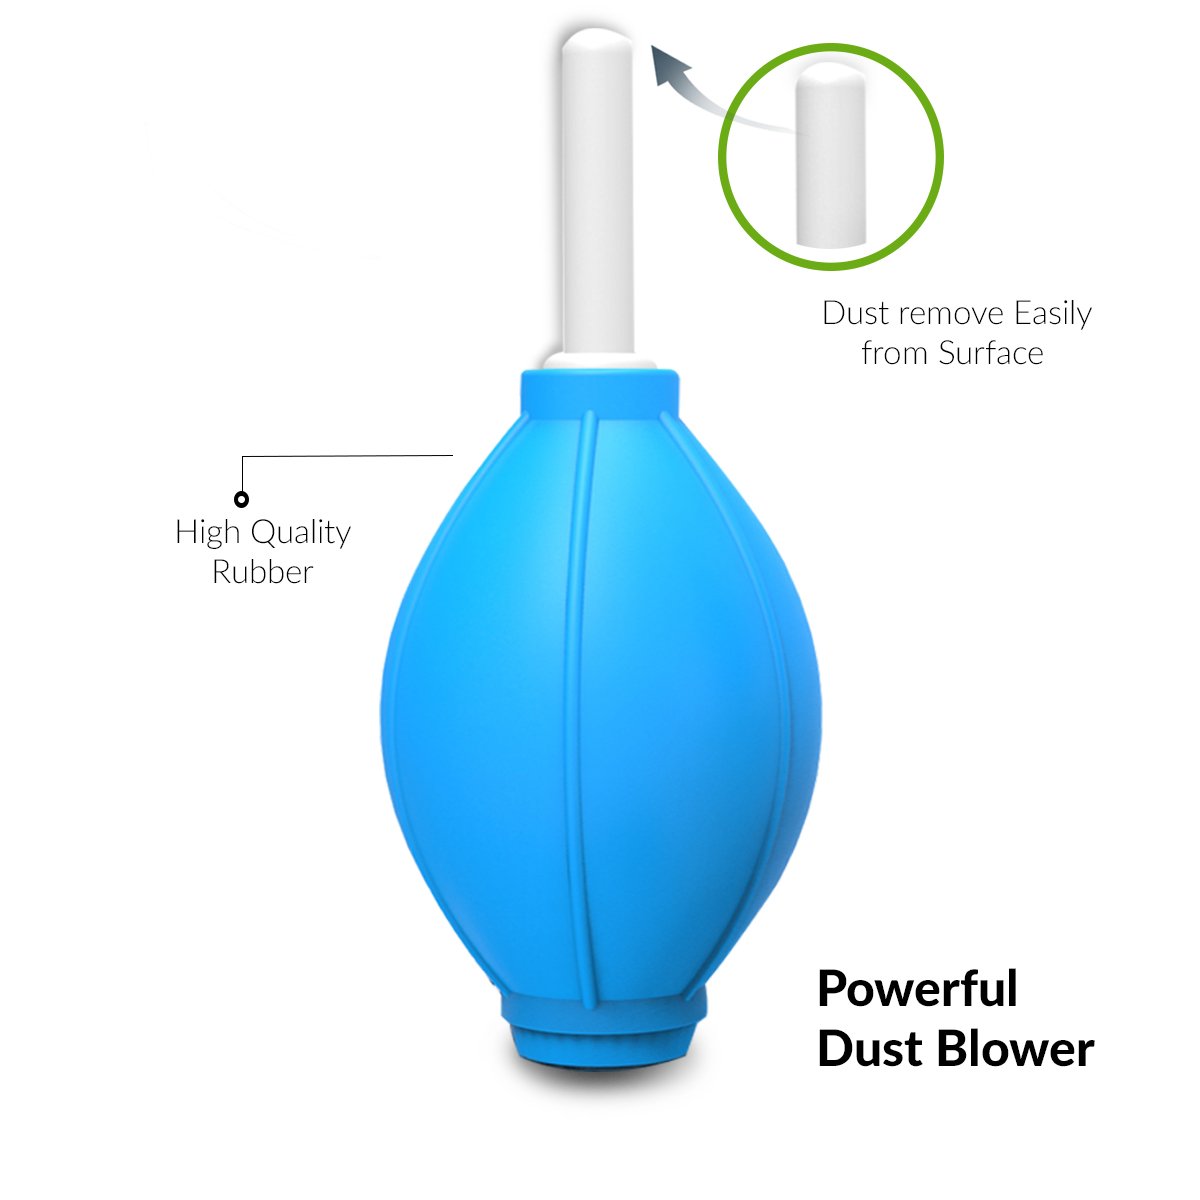 Dust remove Easily
from Surface
High Quality
Rubber
Powerful
Dust Blower